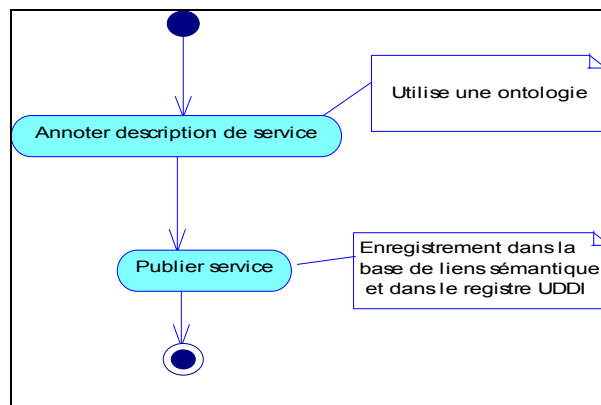 Utilise une ontologie
Annoter description de service
Publier service
Enregistrement dans la
base de liens sémantique
et dans le registre UDDI